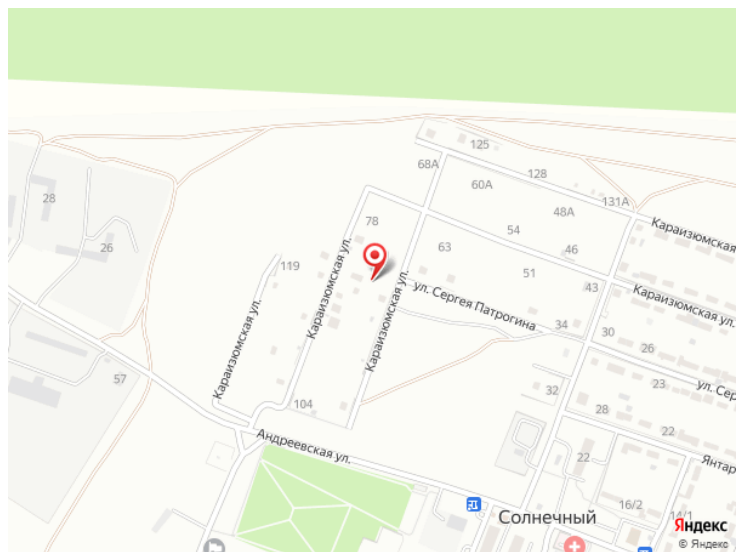 125
68А
128
60А
131А
48А
28
78
54
Караизюмская
26
46
63
119
51
43
Караизюмская ул.
ул. Сергея Патрогина
Караизюмская ул.
Караизюмская ул.
Караизюмская ул.
34
30
26
57
23
ул. Сер
32
104
28
22
Андреевская ул.
22
Янтар
16/2
14/1
Солнечный
Яндекс
© Яндекс